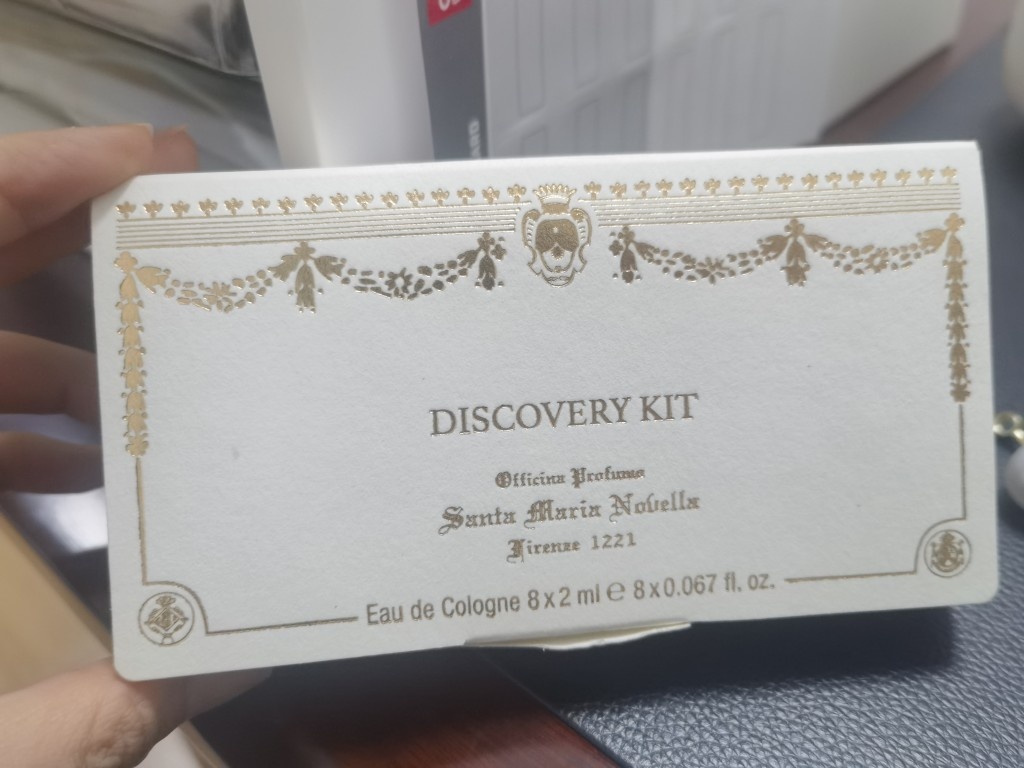 DISCOVERY KIT
Officina Profumo
Santa Maria Novella
Firenze 1221
Eau de Cologne 8 x 2 ml ℮ 8 x 0.067 fl. oz.